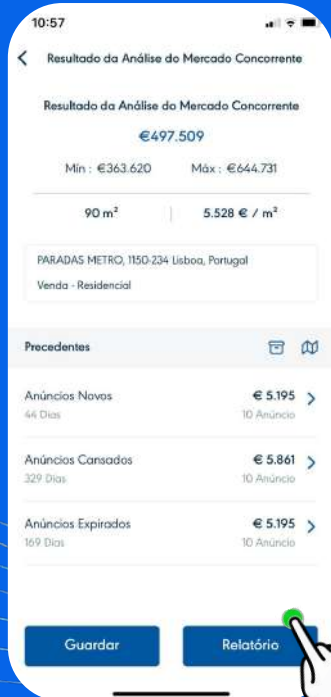 10:57
Resultado da Análise do Mercado Concorrente
Resultado da Análise do Mercado Concorrente
€497.509
Mín : €363.620 Máx : €644.731
90 m² 5.528 € / m²
PARADAS METRO, 1150-234 Lisboa, Portugal
Venda - Residencial
Precedentes
Anúncios Novos € 5.195
44 Dias 10 Anúncio
Anúncios Cansados € 5.861
329 Dias 10 Anúncio
Anúncios Expirados € 5.195
169 Dias 10 Anúncio
Guardar Relatório